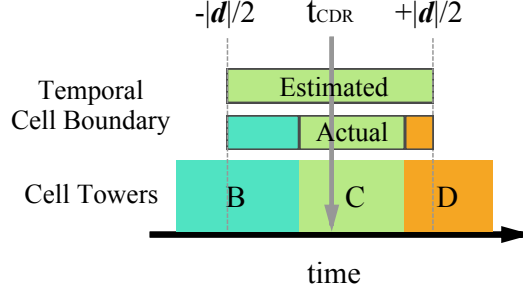 -|d|/2 tCDR +|d|/2
Temporal
Cell Boundary
Estimated
Actual
Cell Towers B C D
time